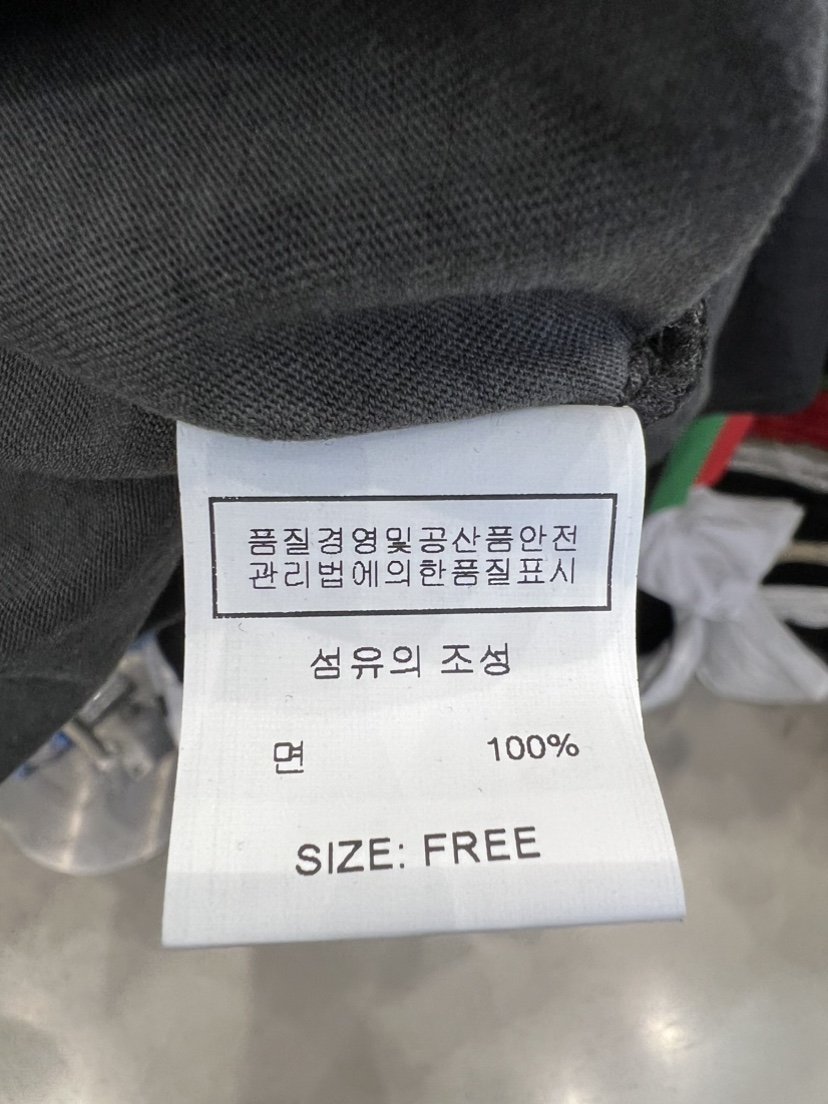 품질경영및공산품안전
관리법에의한품질표시
섬유의 조성
면 100%
SIZE: FREE